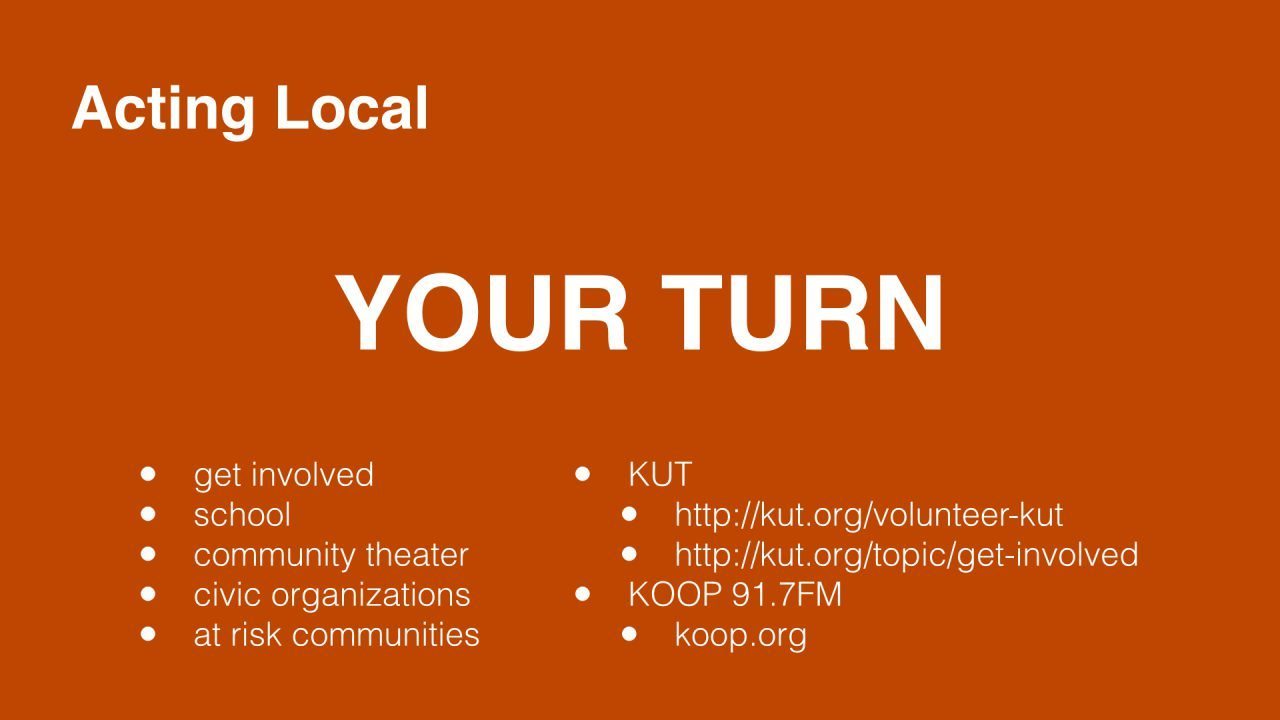 Acting Local
YOUR TURN
• get involved
• school
• community theater
• civic organizations
• at risk communities
• KUT
• http://kut.org/volunteer-kut
• http://kut.org/topic/get-involved
• KOOP 91.7FM
• koop.org